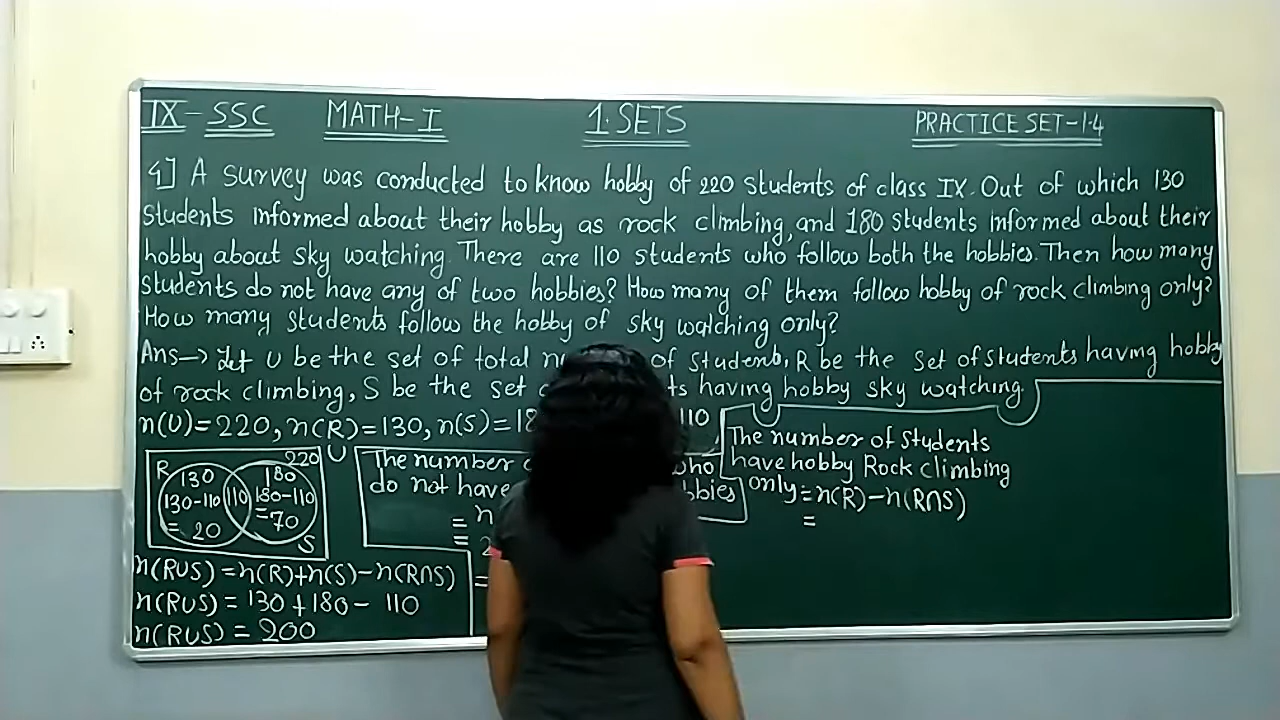 IX-SSC MATH-I 1. SETS PRACTICE SET-1.4
4] A survey was conducted to know hobby of 220 students of class IX. Out of which 130
students informed about their hobby as rock climbing, and 180 students informed about their
hobby about sky watching. There are 110 students who follow both the hobbies. Then how many
students do not have any of two hobbies? How many of them follow hobby of rock climbing only?
How many students follow the hobby of sky watching only?
Ans→ Let U be the set of total of students, R be the set of students having hobby
of rock climbing, S be the set having hobby sky watching.
n(U)=220, n(R)=130, n(S)= 110
U
220
R 130 180
130-110 110 180-110
= 20 =70
S
n(RUS) = n(R)+n(S)-n(R∩S)
n(RUS) = 130+180- 110
n(RUS) = 200
The number who
do not have
= n
= 2
=
The number of students
have hobby Rock climbing
only = n(R)-n(R∩S)
=